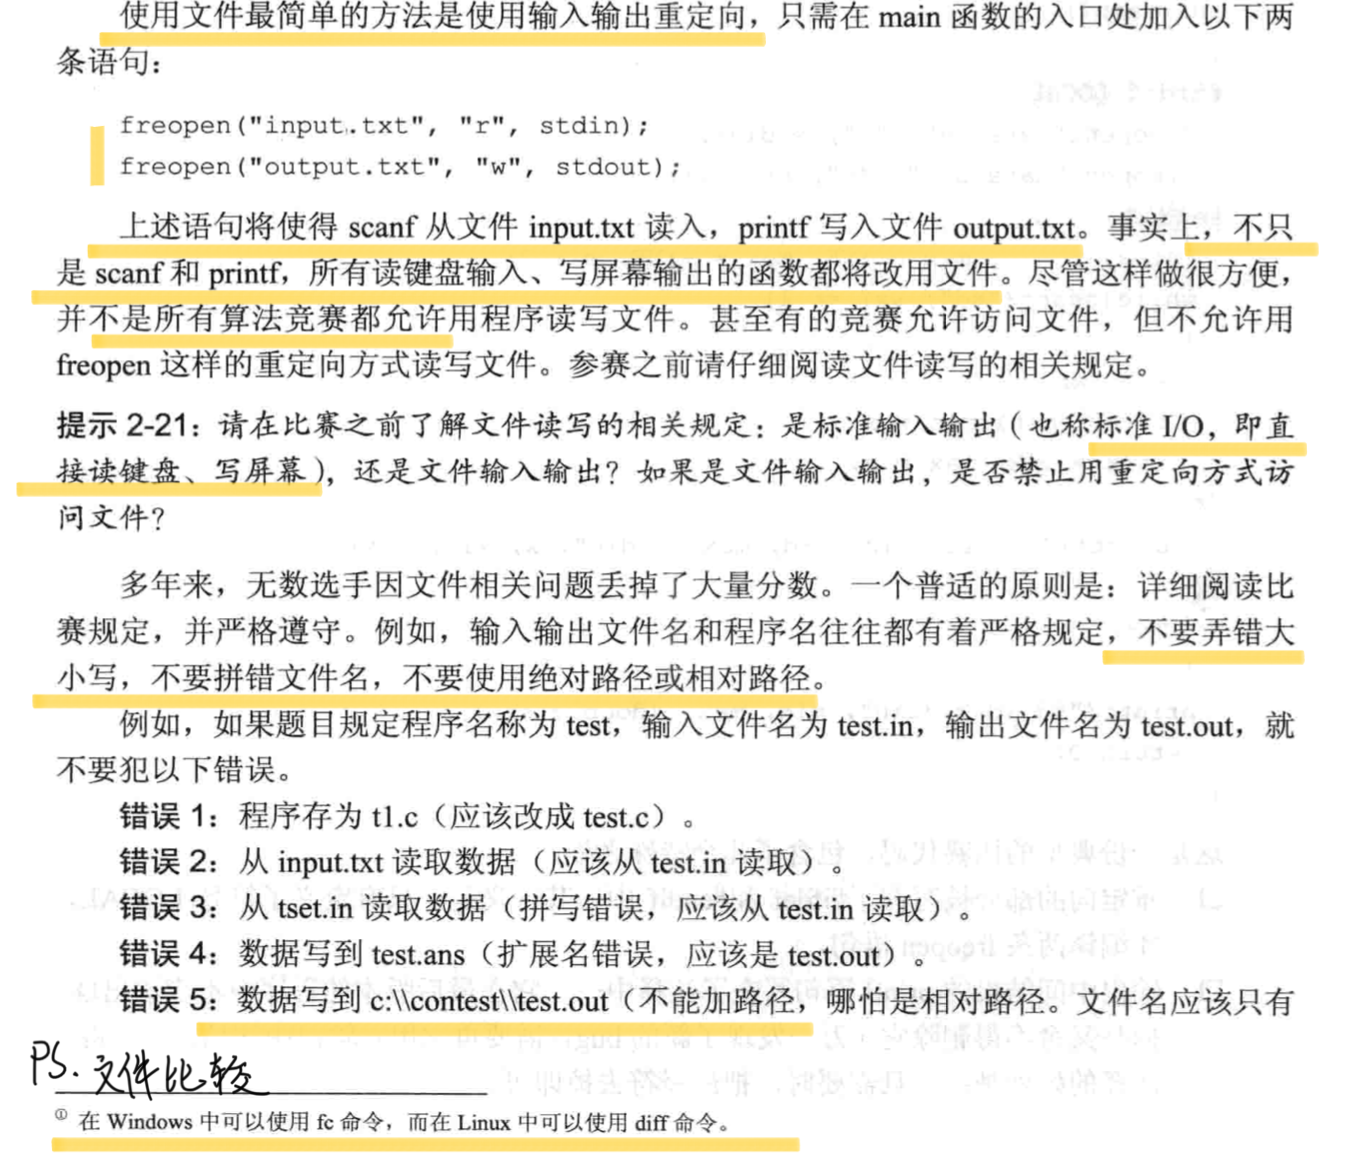 使用文件最简单的方法是使用输入输出重定向，只需在 main 函数的入口处加入以下两
条语句：
freopen("input.txt", "r", stdin);
freopen("output.txt", "w", stdout);
上述语句将使得 scanf 从文件 input.txt 读入，printf 写入文件 output.txt。事实上，不只
是 scanf 和 printf，所有读键盘输入、写屏幕输出的函数都将改用文件。尽管这样做很方便，
并不是所有算法竞赛都允许用程序读写文件。甚至有的竞赛允许访问文件，但不允许用
freopen 这样的重定向方式读写文件。参赛之前请仔细阅读文件读写的相关规定。
提示 2-21：请在比赛之前了解文件读写的相关规定：是标准输入输出（也称标准 I/O，即直
接读键盘、写屏幕），还是文件输入输出？如果是文件输入输出，是否禁止用重定向方式访
问文件？
多年来，无数选手因文件相关问题丢掉了大量分数。一个普适的原则是：详细阅读比
赛规定，并严格遵守。例如，输入输出文件名和程序名往往都有着严格规定，不要弄错大
小写，不要拼错文件名，不要使用绝对路径或相对路径。
例如，如果题目规定程序名称为 test，输入文件名为 test.in，输出文件名为 test.out，就
不要犯以下错误。
错误 1：程序存为 t1.c（应该改成 test.c）。
错误 2：从 input.txt 读取数据（应该从 test.in 读取）。
错误 3：从 tset.in 读取数据（拼写错误，应该从 test.in 读取）。
错误 4：数据写到 test.ans（扩展名错误，应该是 test.out）。
错误 5：数据写到 c:\\contest\\test.out（不能加路径，哪怕是相对路径。文件名应该只有
PS. 文件比较
① 在 Windows 中可以使用 fc 命令，而在 Linux 中可以使用 diff 命令。